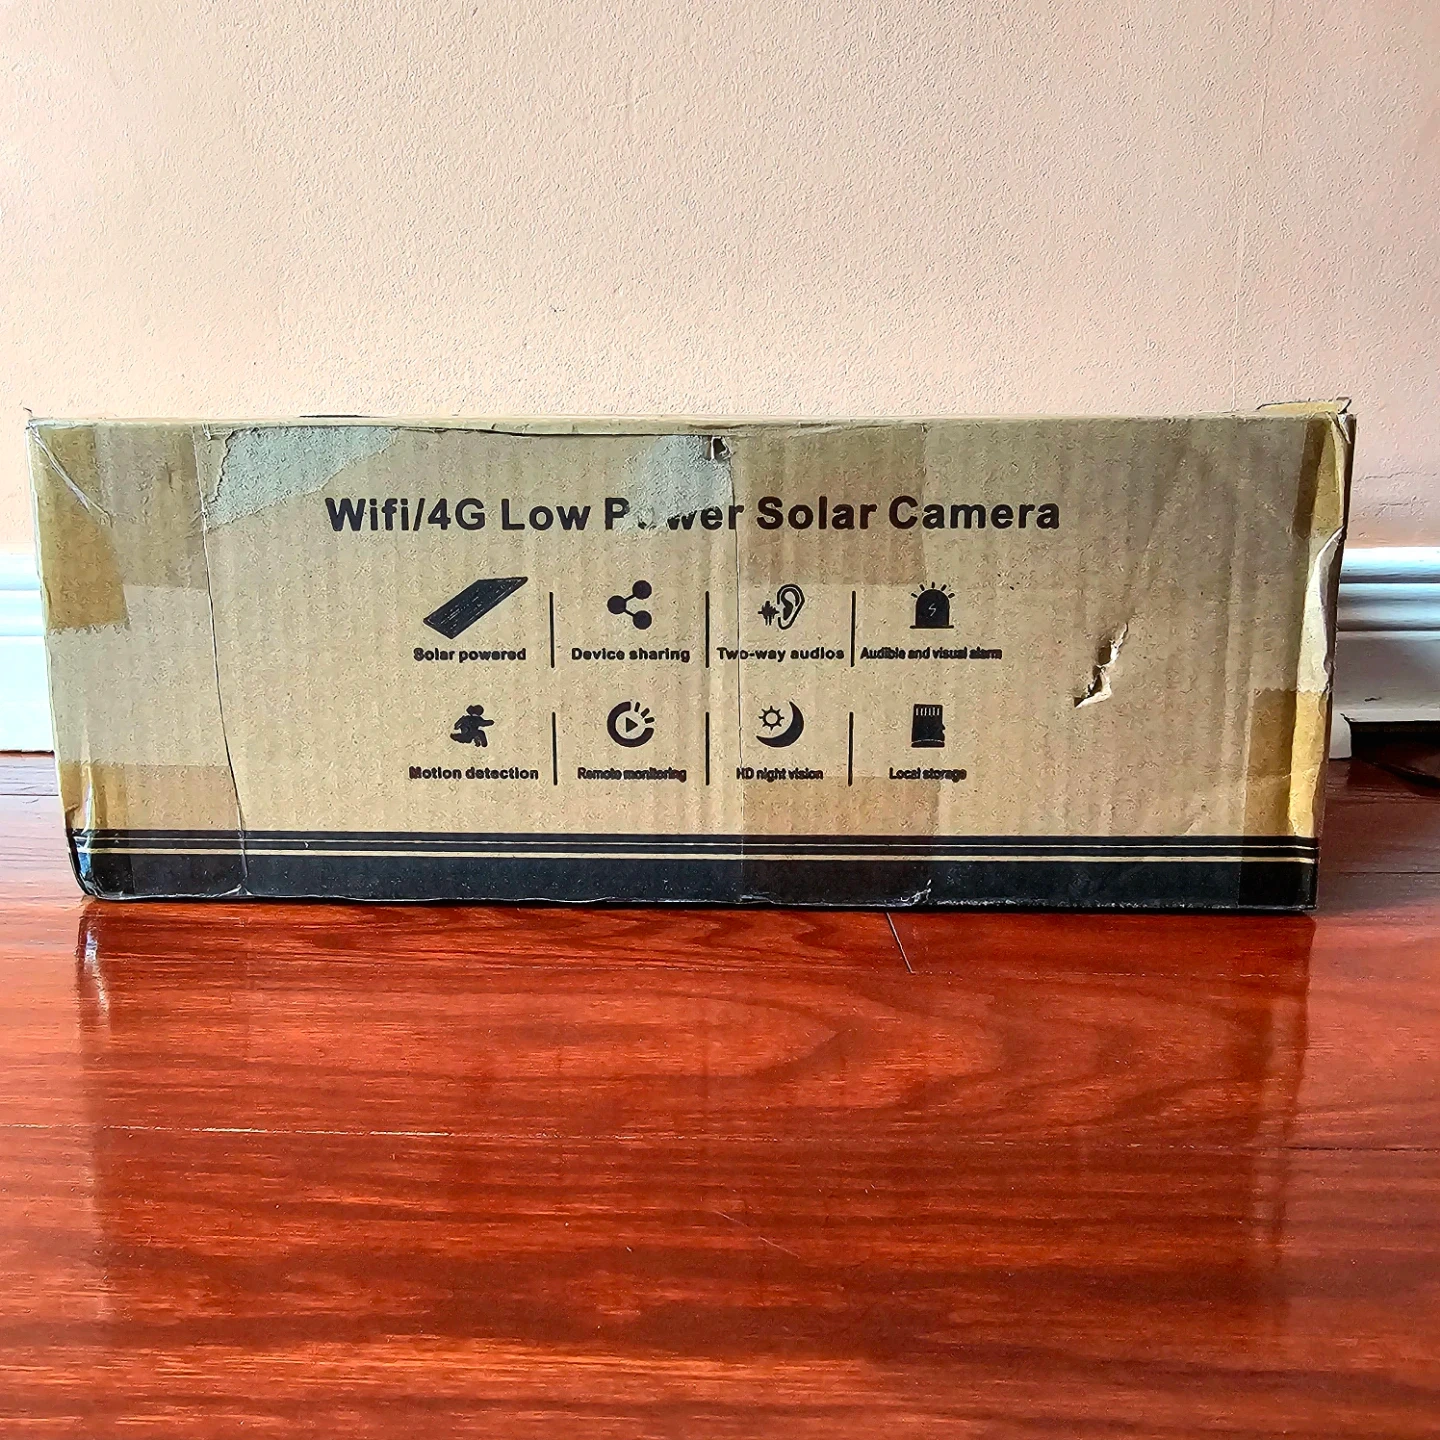 Wifi/4G Low P wer Solar Camera
Solar powered
Device sharing
Two-way audios
Audible and visual alarm
Motion detection
Remote monitoring
HD night vision
Local storage